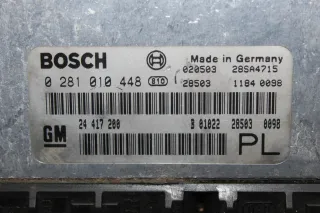 BOSCH
Made in Germany
020503 28SA4715
0 281 010 448 810
28503 1184 0098
GM
24 417 200
B 01022 28503 0098
PL